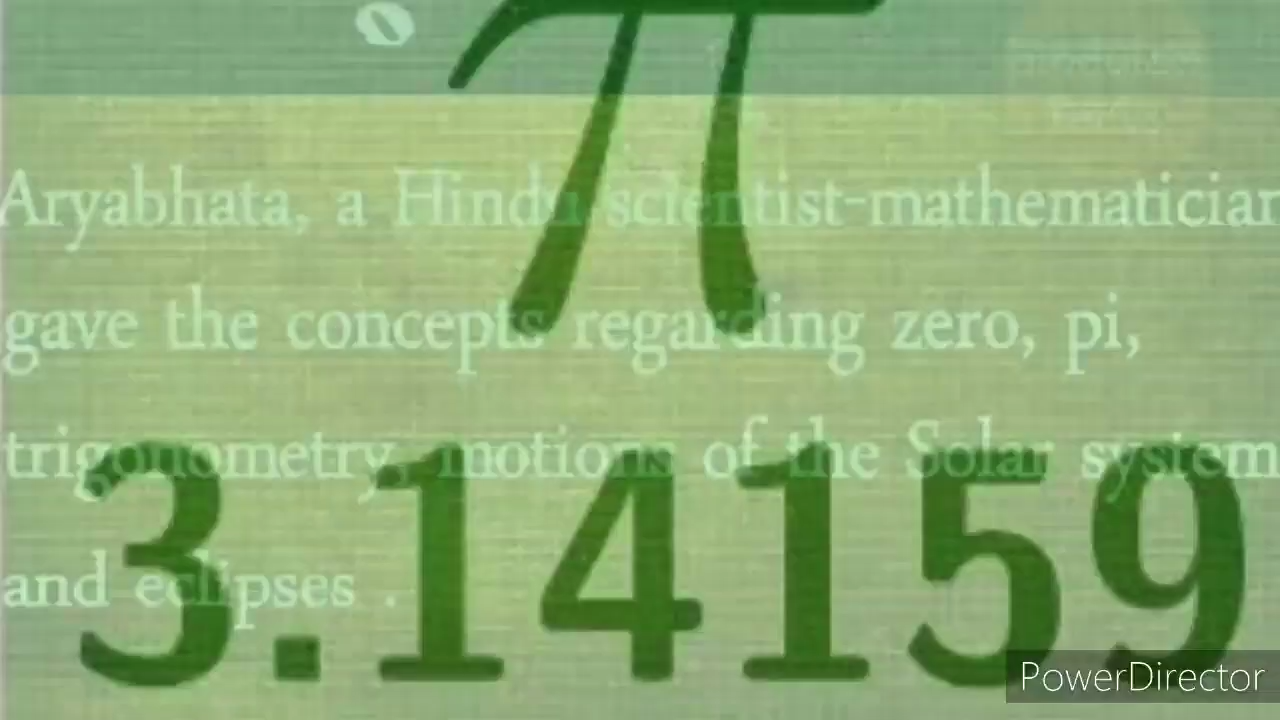 π
Aryabhata, a Hindu scientist-mathematician
gave the concepts regarding zero, pi,
trigonometry, motions of the Solar system
and eclipses .
3.14159
PowerDirector